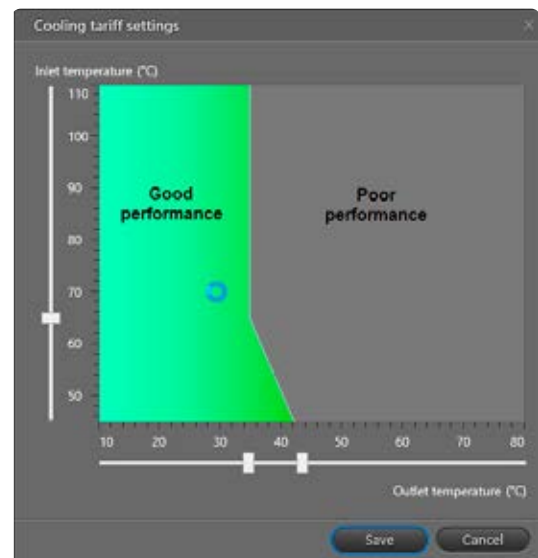 Cooling tariff settings
Inlet temperature (°C)
110
100
90
80
70
60
50
Good
performance
Poor
performance
10 20 30 40 50 60 70 80
Outlet temperature (°C)
Save Cancel